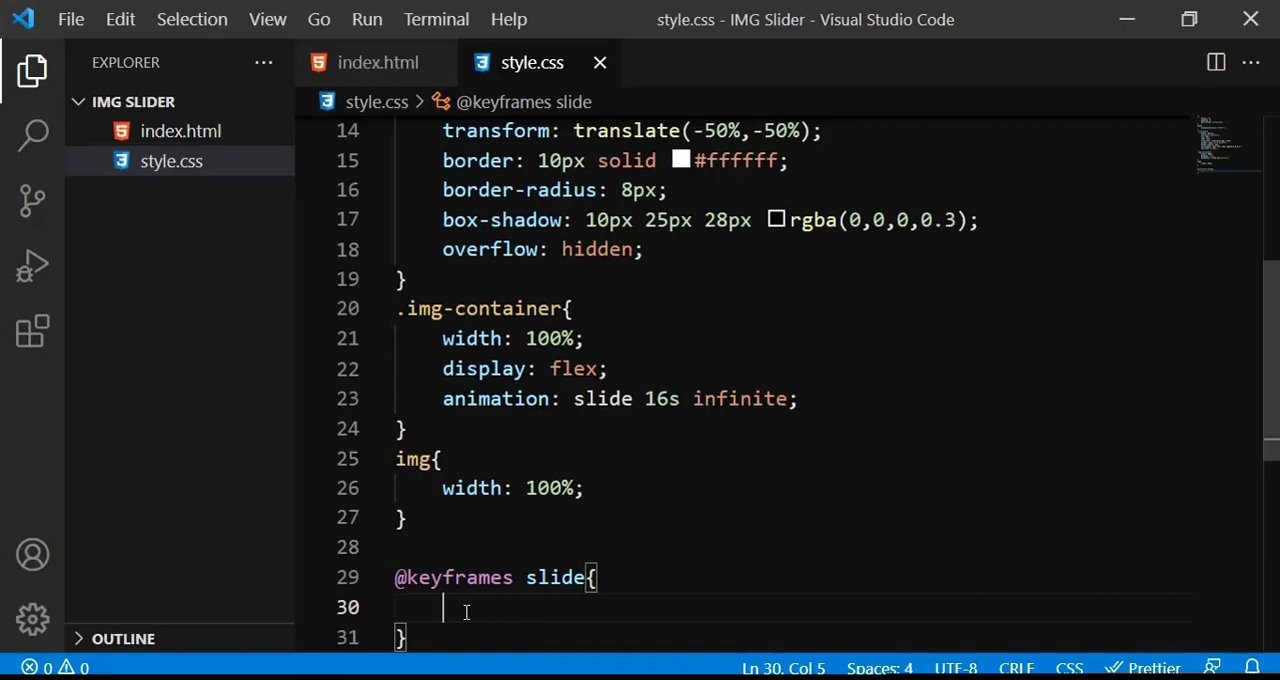 File Edit Selection View Go Run Terminal Help style.css - IMG Slider - Visual Studio Code
EXPLORER
index.html style.css
IMG SLIDER
style.css > @keyframes slide
index.html
style.css
14 transform: translate(-50%,-50%);
15 border: 10px solid #ffffff;
16 border-radius: 8px;
17 box-shadow: 10px 25px 28px rgba(0,0,0,0.3);
18 overflow: hidden;
19 }
20 .img-container{
21 width: 100%;
22 display: flex;
23 animation: slide 16s infinite;
24 }
25 img{
26 width: 100%;
27 }
28
29 @keyframes slide{
30
31 }
OUTLINE
0 0 Ln 30, Col 5 Spaces: 4 UTF-8 CRLF CSS Prettier